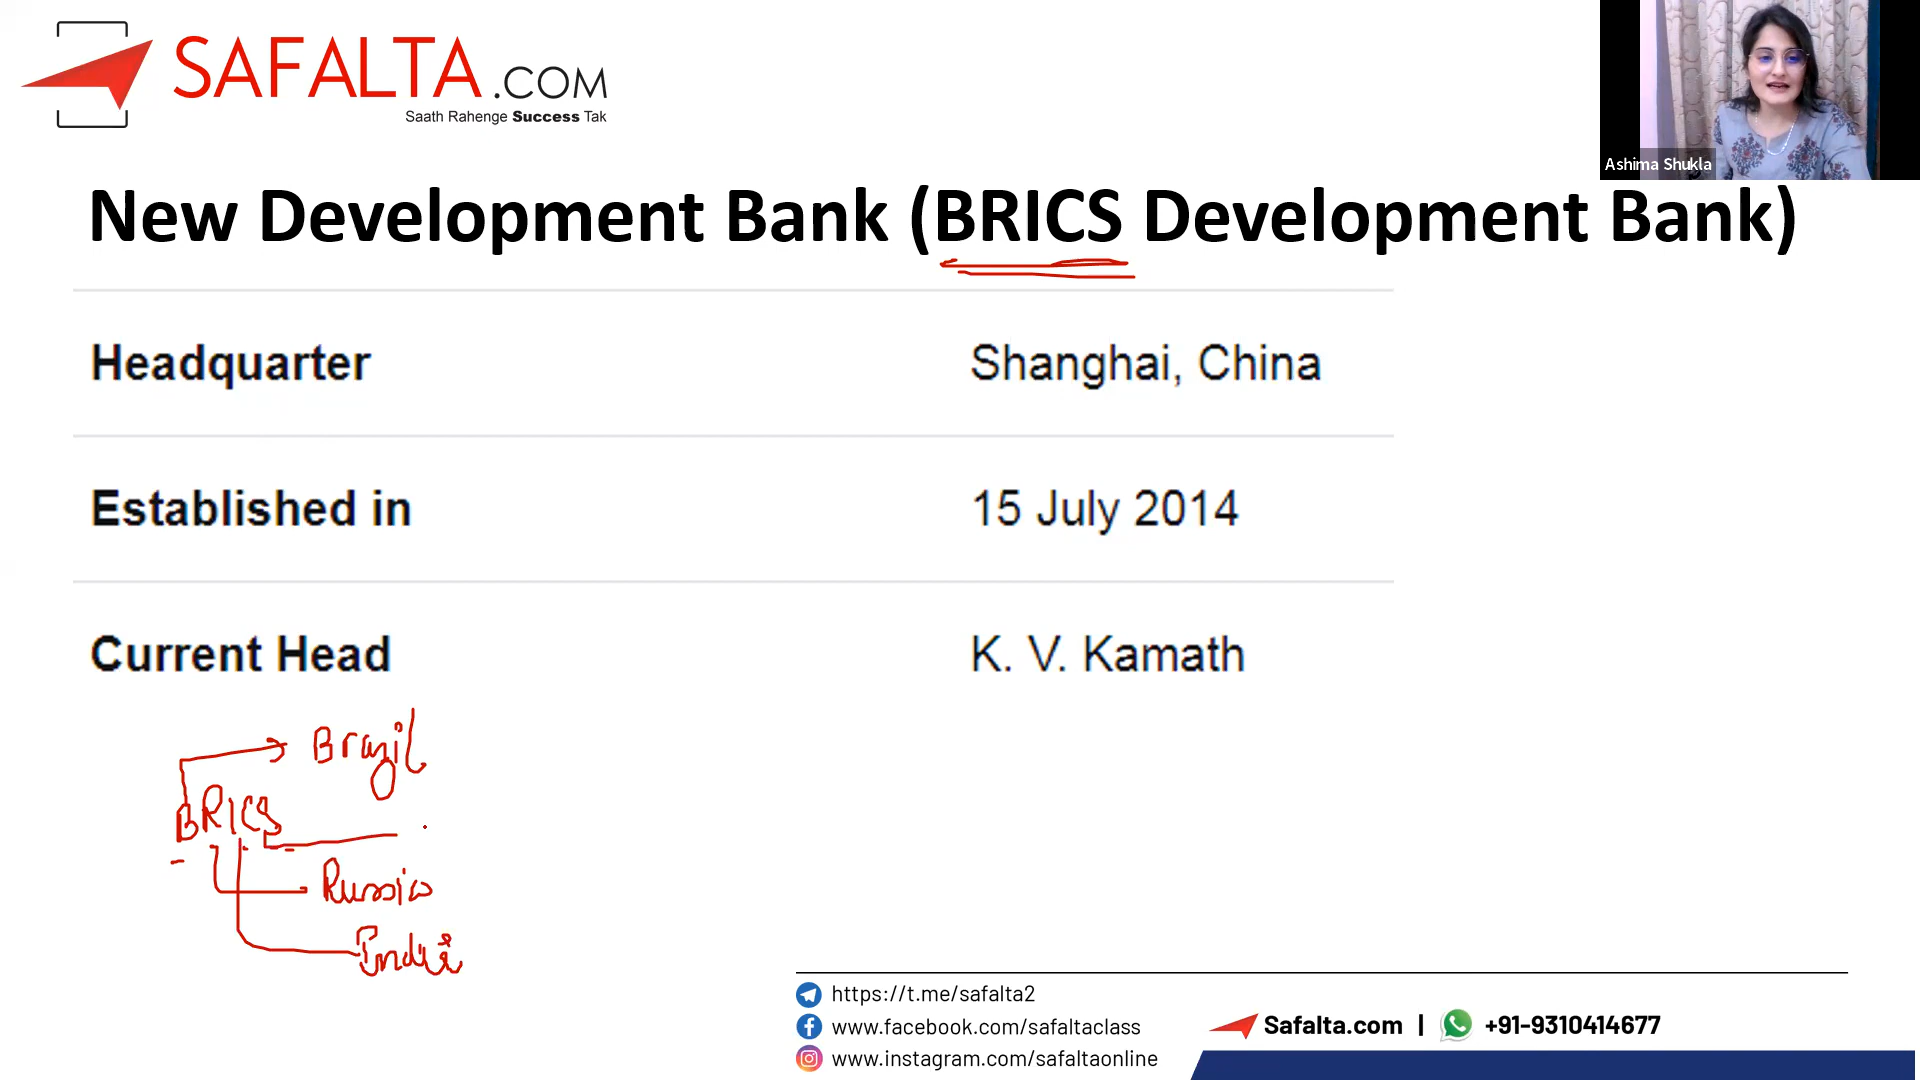 SAFALTA.COM
Saath Rahenge Success Tak
Ashima Shukla
New Development Bank (BRICS Development Bank)
Headquarter Shanghai, China
Established in 15 July 2014
Current Head K. V. Kamath
Brazil
BRICS
Russia
India
https://t.me/safalta2
www.facebook.com/safaltaclass
www.instagram.com/safaltaonline
Safalta.com | +91-9310414677